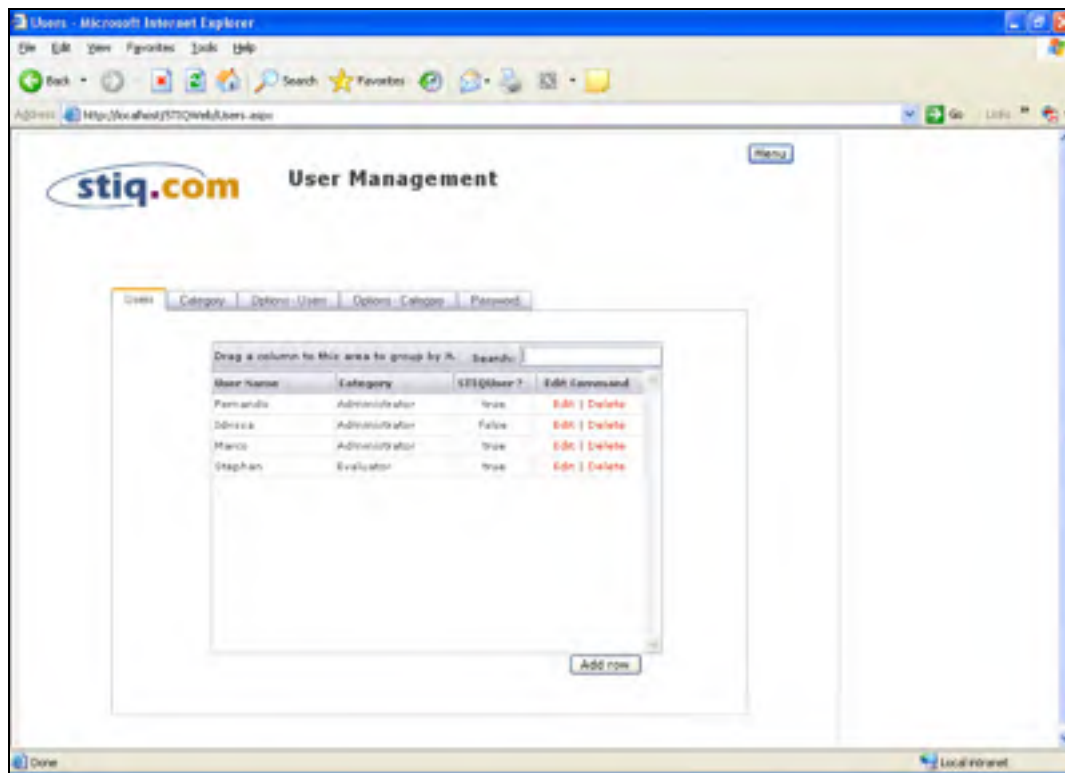 Users - Microsoft Internet Explorer
File Edit View Favorites Tools Help
Back Search Favorites
Address http://localhost/STIQWeb/Users.aspx Go Links
Menu
stiq.com User Management
Users Category Options - Users Options - Category Password
Drag a column to this area to group by it. Search:
User Name Category STIQUser ? Edit Command
Fernando Administrator true Edit | Delete
Administrator false Edit | Delete
Marco Administrator true Edit | Delete
Stephan Evaluator true Edit | Delete
Add row
Done Local intranet